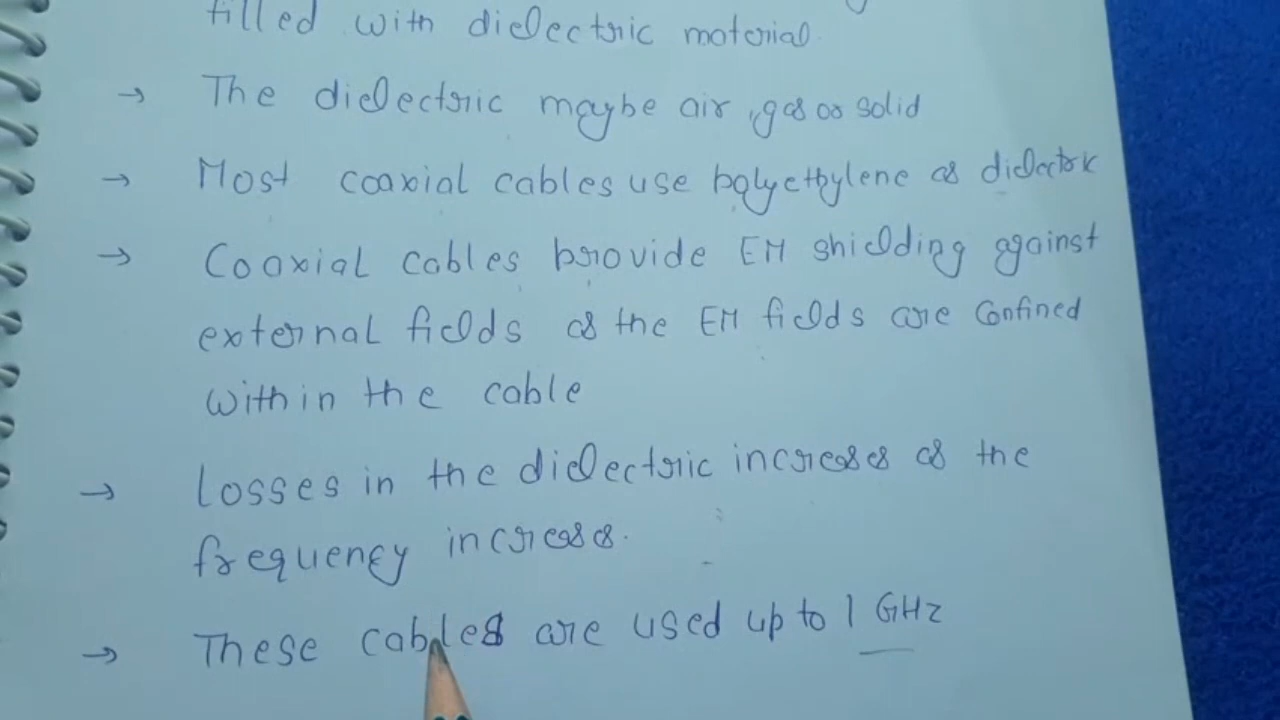 filled with dielectric material.
→ The dielectric maybe air, gas or solid
→ Most coaxial cables use polyethylene as dielectric
→ Coaxial cables provide EM shielding against
external fields as the EM fields are confined
within the cable
→ Losses in the dielectric increases as the
frequency increases.
→ These cables are used up to 1 GHz